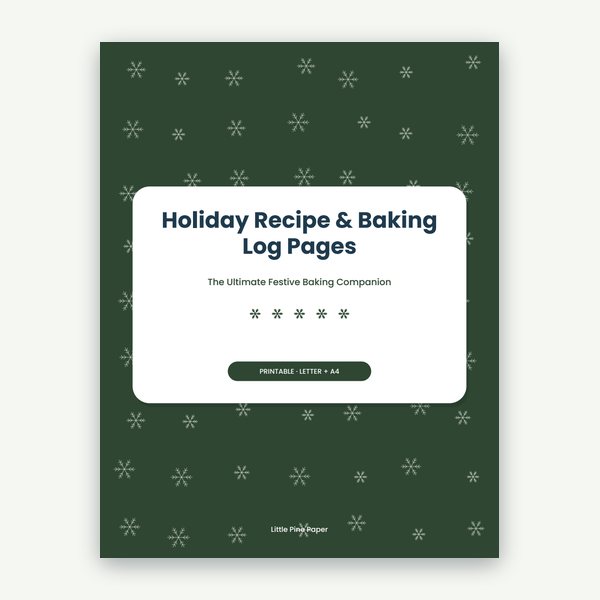 Holiday Recipe & Baking
Log Pages
The Ultimate Festive Baking Companion
PRINTABLE · LETTER + A4
Little Pine Paper